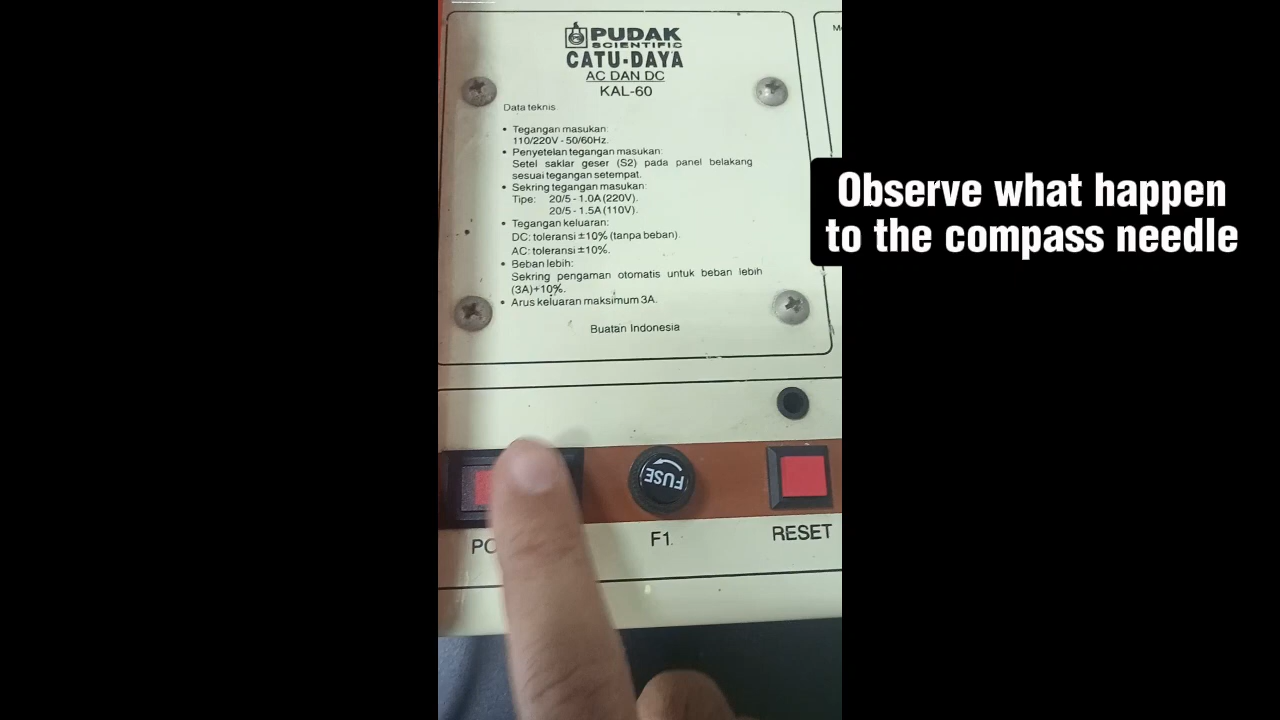 PUDAK
SCIENTIFIC
CATU-DAYA
AC DAN DC
KAL-60
Data teknis
• Tegangan masukan:
110/220V - 50/60Hz.
• Penyetelan tegangan masukan:
Setel saklar geser (S2) pada panel belakang
sesuai tegangan setempat.
• Sekring tegangan masukan:
Tipe: 20/5 - 1.0A (220V).
20/5 - 1.5A (110V).
• Tegangan keluaran:
DC: toleransi ±10% (tanpa beban).
AC: toleransi ±10%.
• Beban lebih:
Sekring pengaman otomatis untuk beban lebih
(3A)+10%.
• Arus keluaran maksimum 3A.
Buatan Indonesia
Observe what happen
to the compass needle
FUSE
F1
RESET